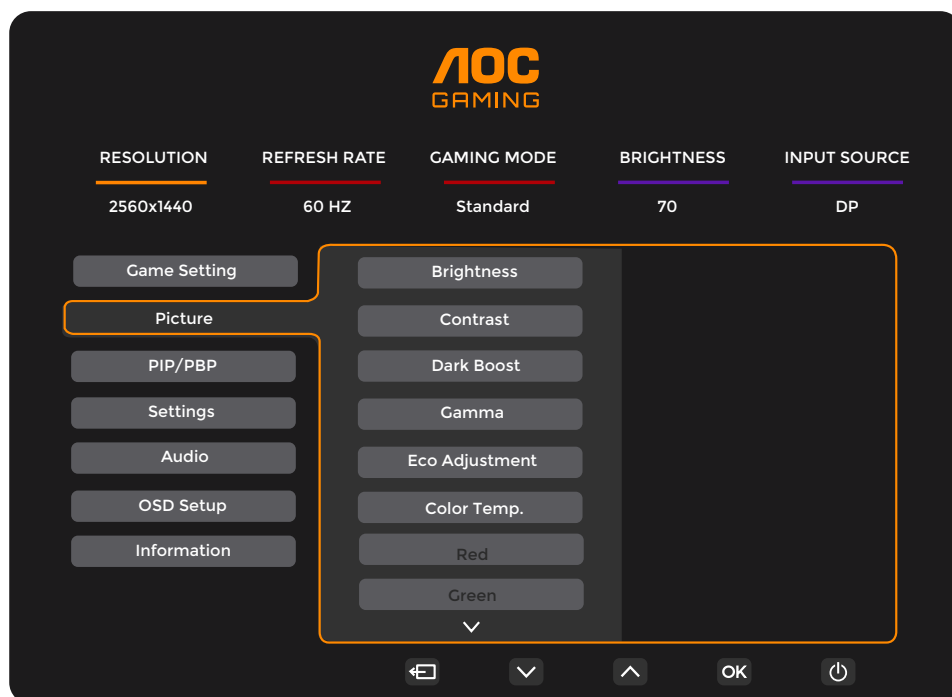 AOC
GAMING
RESOLUTION REFRESH RATE GAMING MODE BRIGHTNESS INPUT SOURCE
2560x1440 60 HZ Standard 70 DP
Game Setting
Picture
PIP/PBP
Settings
Audio
OSD Setup
Information
Brightness
Contrast
Dark Boost
Gamma
Eco Adjustment
Color Temp.
Red
Green
OK